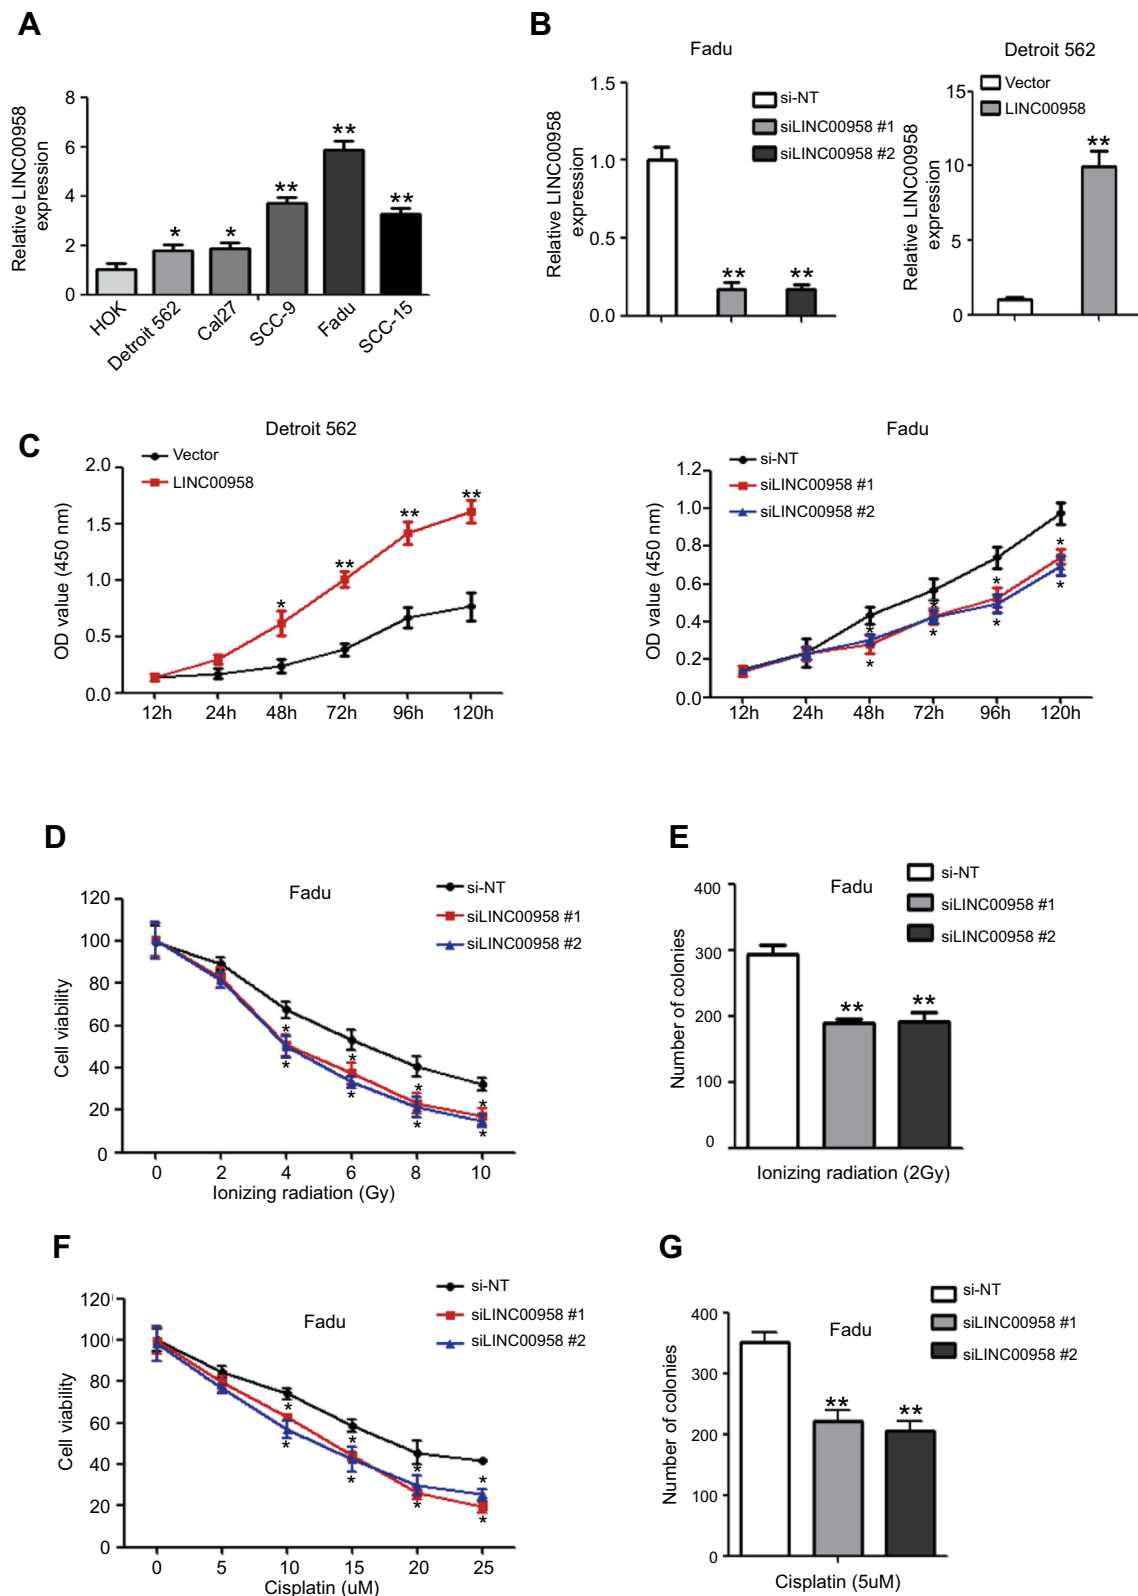 A
Relative LINC00958
expression
8
6
4
2
0
*
*
**
**
**
HOK
Detroit 562
Cal27
SCC-9
Fadu
SCC-15
B
Fadu
Relative LINC00958
expression
1.5
1.0
0.5
0.0
si-NT
siLINC00958 #1
siLINC00958 #2
**
**
Detroit 562
Vector
LINC00958
Relative LINC00958
expression
15
10
5
0
**
C
Detroit 562
Vector
LINC00958
OD value (450 nm)
2.0
1.5
1.0
0.5
0.0
*
**
**
**
12h 24h 48h 72h 96h 120h
Fadu
si-NT
siLINC00958 #1
siLINC00958 #2
OD value (450 nm)
1.2
1.0
0.8
0.6
0.4
0.2
0.0
*
*
*
*
*
*
*
*
12h 24h 48h 72h 96h 120h
D
Fadu
si-NT
siLINC00958 #1
siLINC00958 #2
Cell viability
120
100
80
60
40
20
0
*
*
*
*
*
*
*
*
0 2 4 6 8 10
Ionizing radiation (Gy)
E
Fadu
si-NT
siLINC00958 #1
siLINC00958 #2
Number of colonies
400
300
200
100
0
**
**
Ionizing radiation (2Gy)
F
Fadu
si-NT
siLINC00958 #1
siLINC00958 #2
Cell viability
120
100
80
60
40
20
0
*
*
*
*
*
*
*
*
0 5 10 15 20 25
Cisplatin (uM)
G
Fadu
si-NT
siLINC00958 #1
siLINC00958 #2
Number of colonies
400
300
200
100
0
**
**
Cisplatin (5uM)